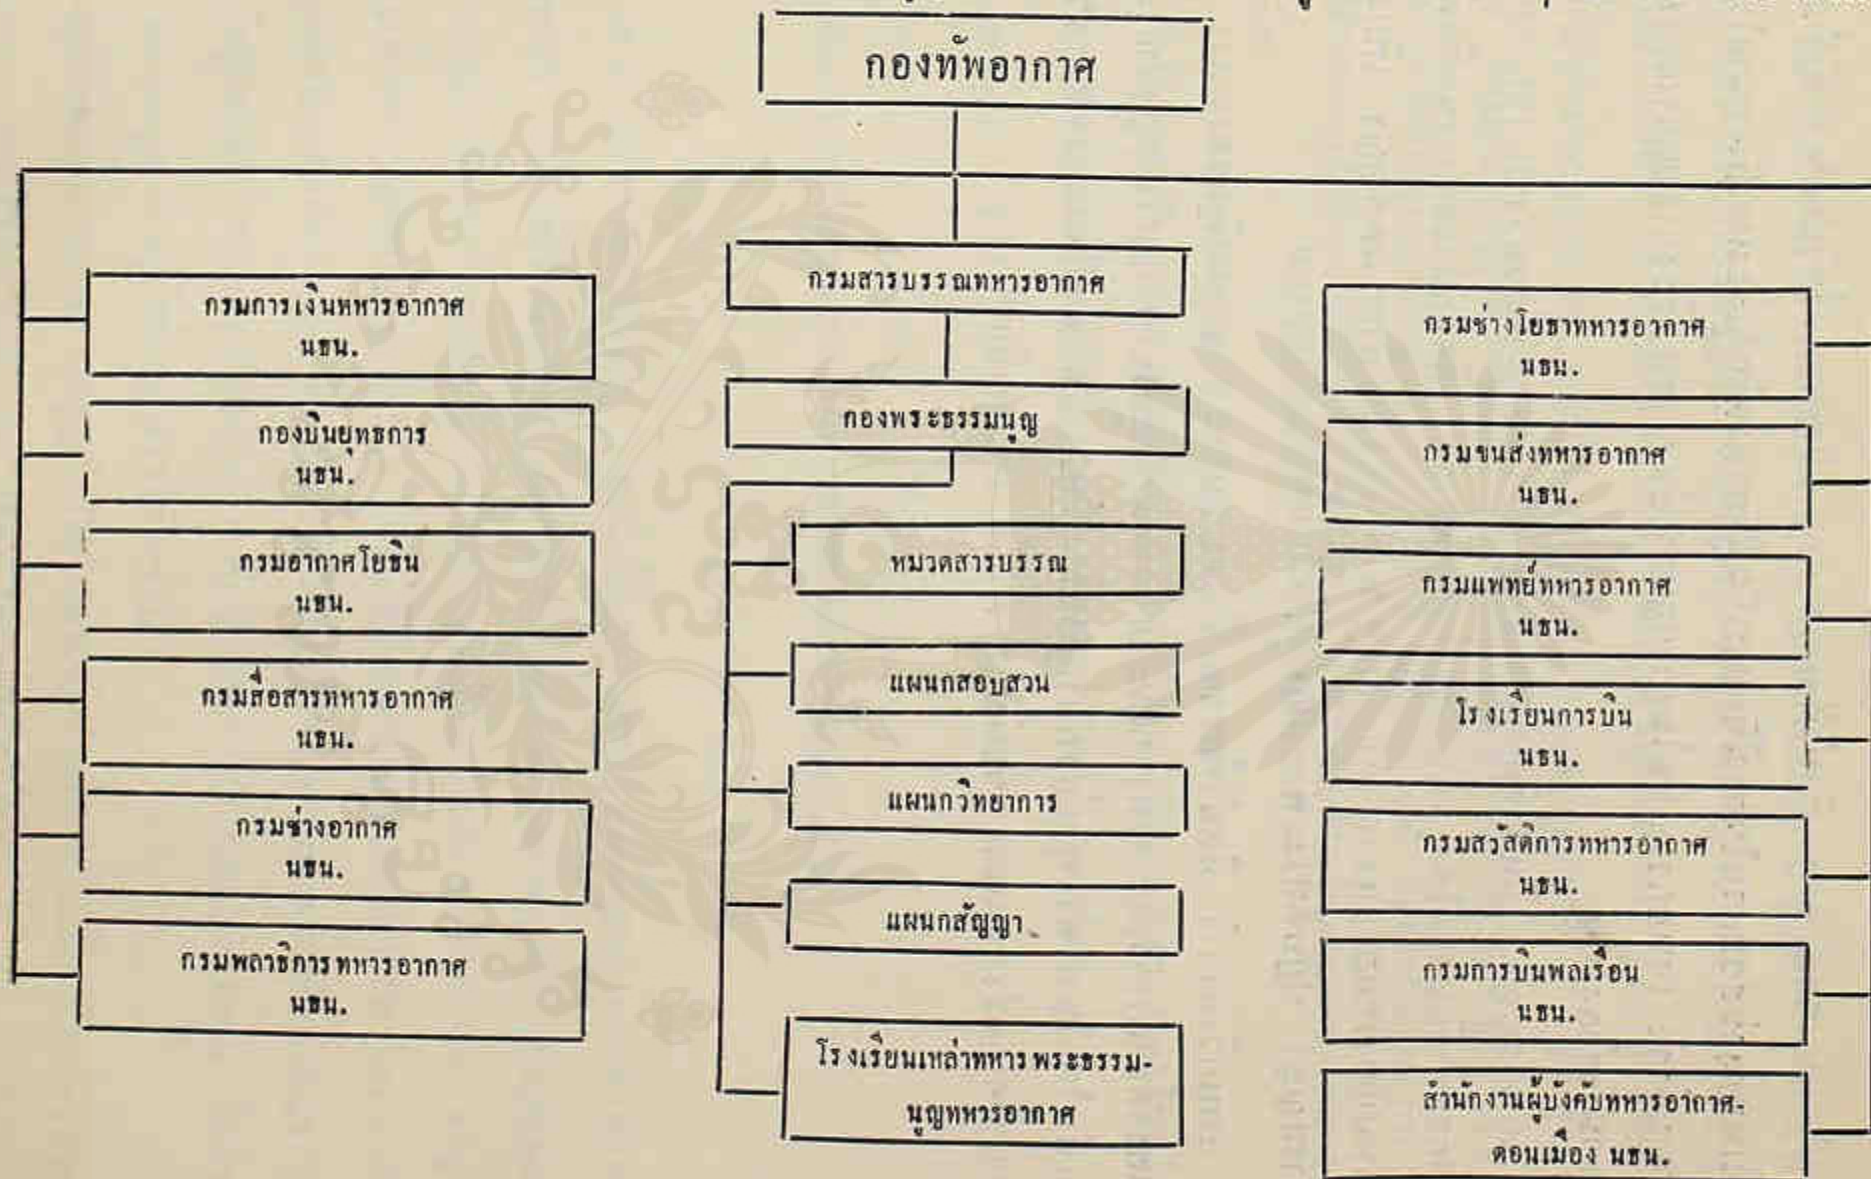 กองทัพอากาศ
กรมการเงินทหารอากาศ
นธน.
กองบินยุทธการ
นธน.
กรมอากาศโยธิน
นธน.
กรมสื่อสารทหารอากาศ
นธน.
กรมช่างอากาศ
นธน.
กรมพลาธิการทหารอากาศ
นธน.
กรมสารบรรณทหารอากาศ
กองพระธรรมนูญ
หมวดสารบรรณ
แผนกสอบสวน
แผนกวิทยาการ
แผนกสัญญา
โรงเรียนเหล่าทหารพระธรรม-
นูญทหารอากาศ
กรมช่างโยธาทหารอากาศ
นธน.
กรมขนส่งทหารอากาศ
นธน.
กรมแพทย์ทหารอากาศ
นธน.
โรงเรียนการบิน
นธน.
กรมสวัสดิการทหารอากาศ
นธน.
กรมการบินพลเรือน
นธน.
สำนักงานผู้บังคับทหารอากาศ-
ดอนเมือง นธน.